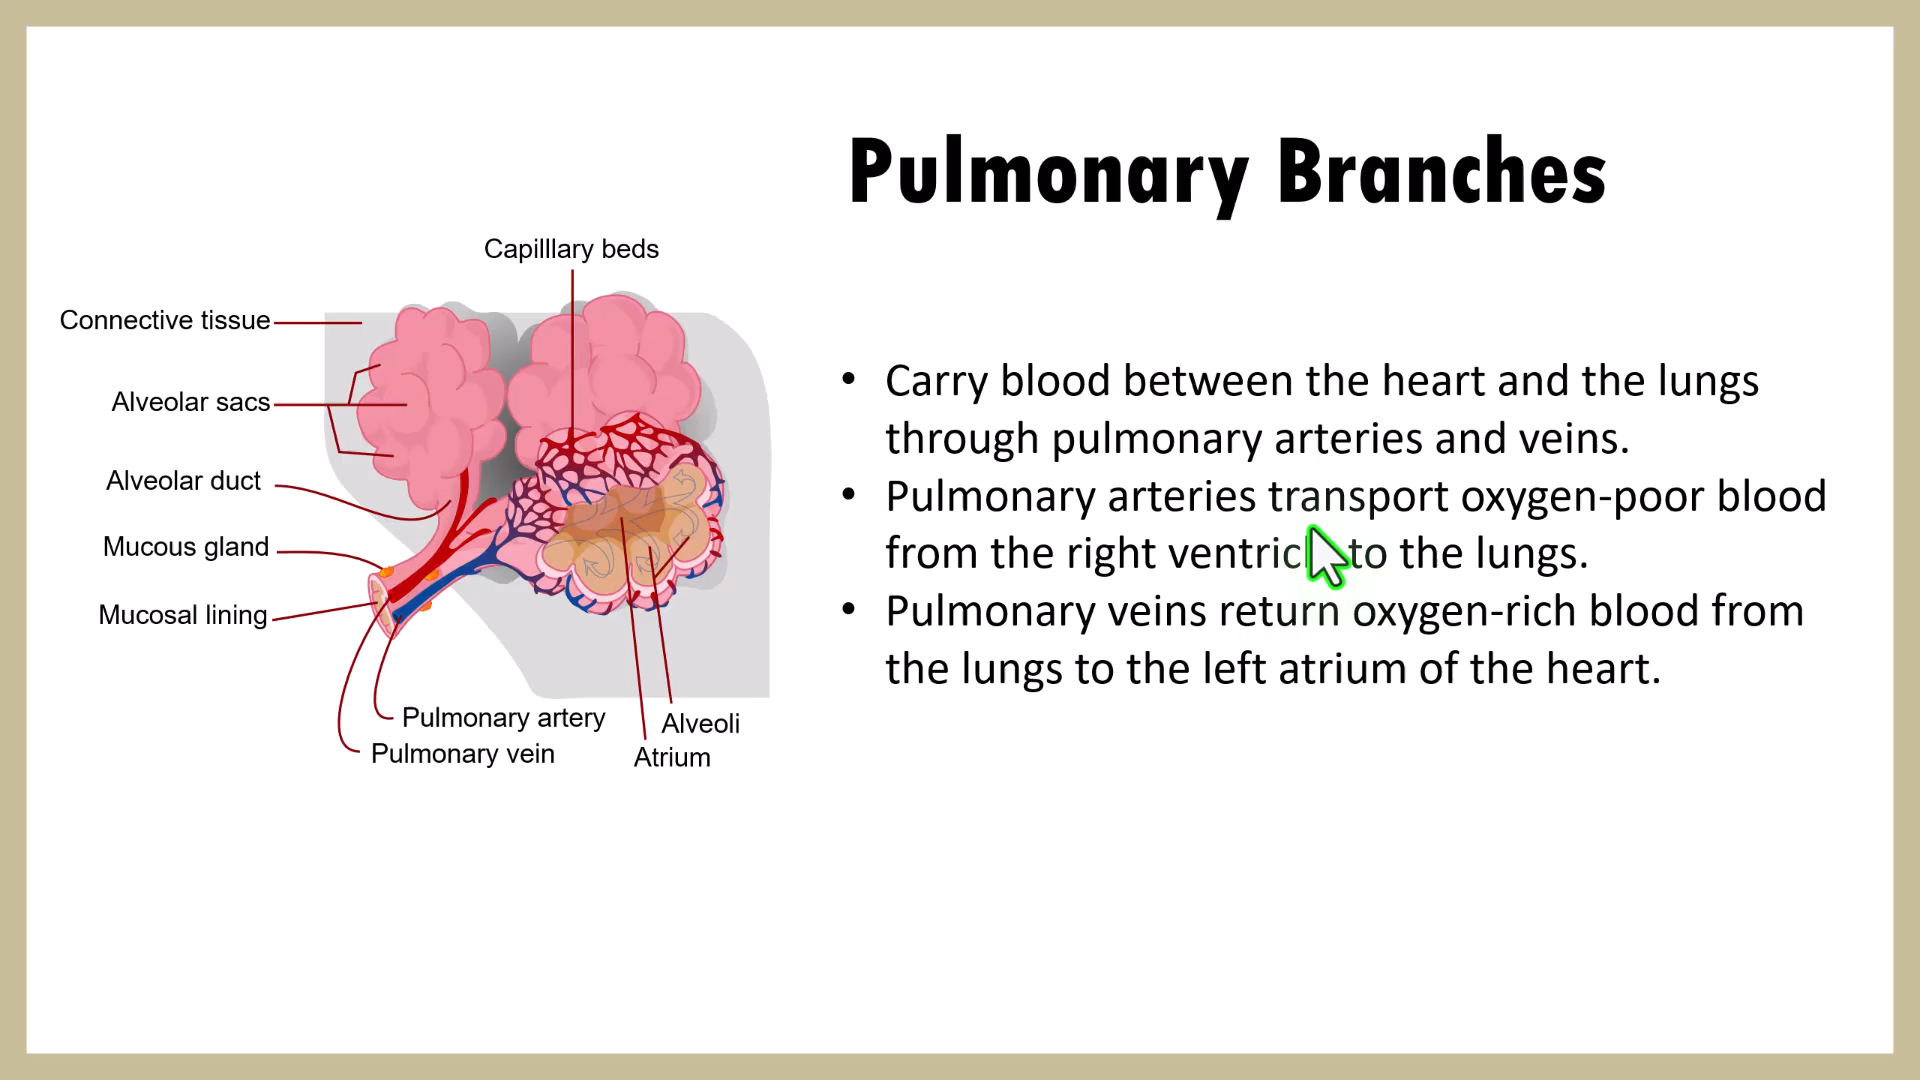 Pulmonary Branches
Capilllary beds
Connective tissue
Alveolar sacs
Alveolar duct
Mucous gland
Mucosal lining
Pulmonary artery
Pulmonary vein
Alveoli
Atrium
• Carry blood between the heart and the lungs
through pulmonary arteries and veins.
• Pulmonary arteries transport oxygen-poor blood
from the right ventricle to the lungs.
• Pulmonary veins return oxygen-rich blood from
the lungs to the left atrium of the heart.